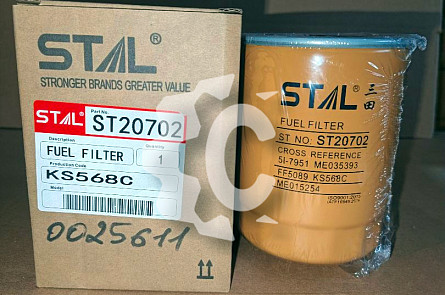 STAL ®
STRONGER BRANDS GREATER VALUE
STAL ®
Part No.
ST20702
Description
Quantity
FUEL FILTER
1
Production Code
KS568C
Model
0025611
STAL ®
三田
FUEL FILTER
ST NO. ST20702
CROSS REFERENCE
5I-7951 ME035393
FF5089 KS568C
ME015254